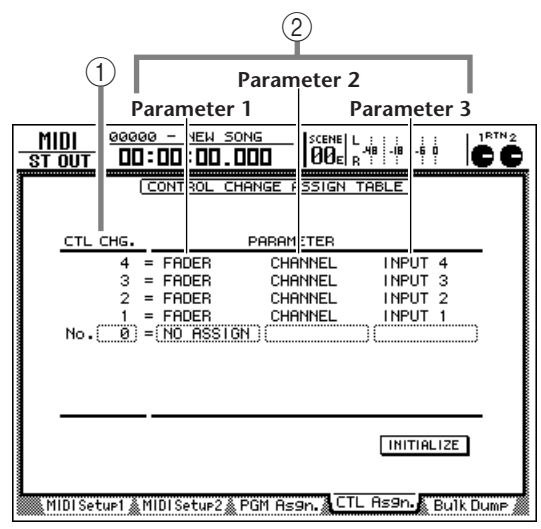 ②
①
Parameter 2
Parameter 1 Parameter 3
MIDI 00000 - NEW SONG SCENE L 1 RTN 2
ST OUT 00:00:00.000 00E R -48 -18 -6 0
CONTROL CHANGE ASSIGN TABLE
CTL CHG. PARAMETER
4 = FADER CHANNEL INPUT 4
3 = FADER CHANNEL INPUT 3
2 = FADER CHANNEL INPUT 2
1 = FADER CHANNEL INPUT 1
No. 0 = NO ASSIGN
INITIALIZE
MIDI Setup1 MIDI Setup2 PGM Asgn. CTL Asgn. Bulk Dump